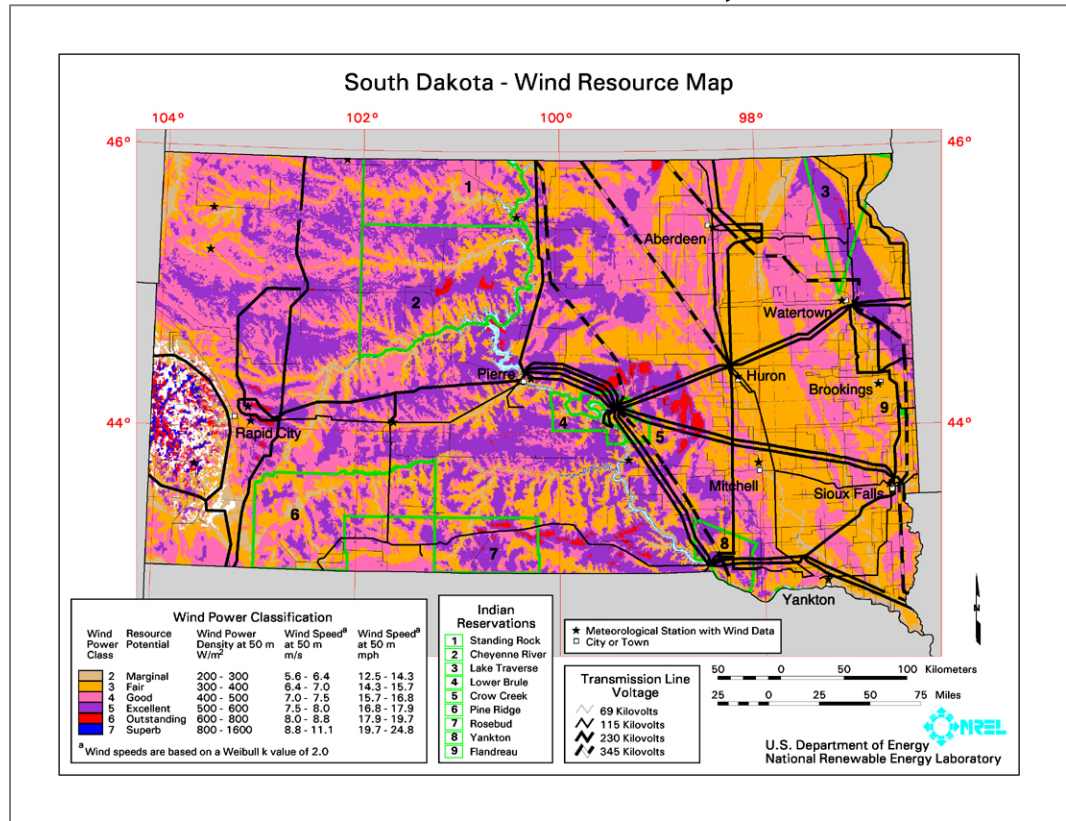 South Dakota - Wind Resource Map
104°
102°
100°
98°
46°
46°
1
3
Aberdeen
2
Watertown
Pierre
Huron
Brookings
9
44°
44°
Rapid City
4
5
Mitchell
Sioux Falls
6
8
7
Yankton
Wind Power Classification
Wind Power Class Resource Potential Wind Power Density at 50 m W/m² Wind Speedᵃ at 50 m m/s Wind Speedᵃ at 50 m mph
2 Marginal 200 - 300 5.6 - 6.4 12.5 - 14.3
3 Fair 300 - 400 6.4 - 7.0 14.3 - 15.7
4 Good 400 - 500 7.0 - 7.5 15.7 - 16.8
5 Excellent 500 - 600 7.5 - 8.0 16.8 - 17.9
6 Outstanding 600 - 800 8.0 - 8.8 17.9 - 19.7
7 Superb 800 - 1600 8.8 - 11.1 19.7 - 24.8
ᵃ Wind speeds are based on a Weibull k value of 2.0
Indian
Reservations
1 Standing Rock
2 Cheyenne River
3 Lake Traverse
4 Lower Brule
5 Crow Creek
6 Pine Ridge
7 Rosebud
8 Yankton
9 Flandreau
Meteorological Station with Wind Data
City or Town
Transmission Line
Voltage
69 Kilovolts
115 Kilovolts
230 Kilovolts
345 Kilovolts
N
50 0 50 100 Kilometers
25 0 25 50 75 Miles
NREL
U.S. Department of Energy
National Renewable Energy Laboratory